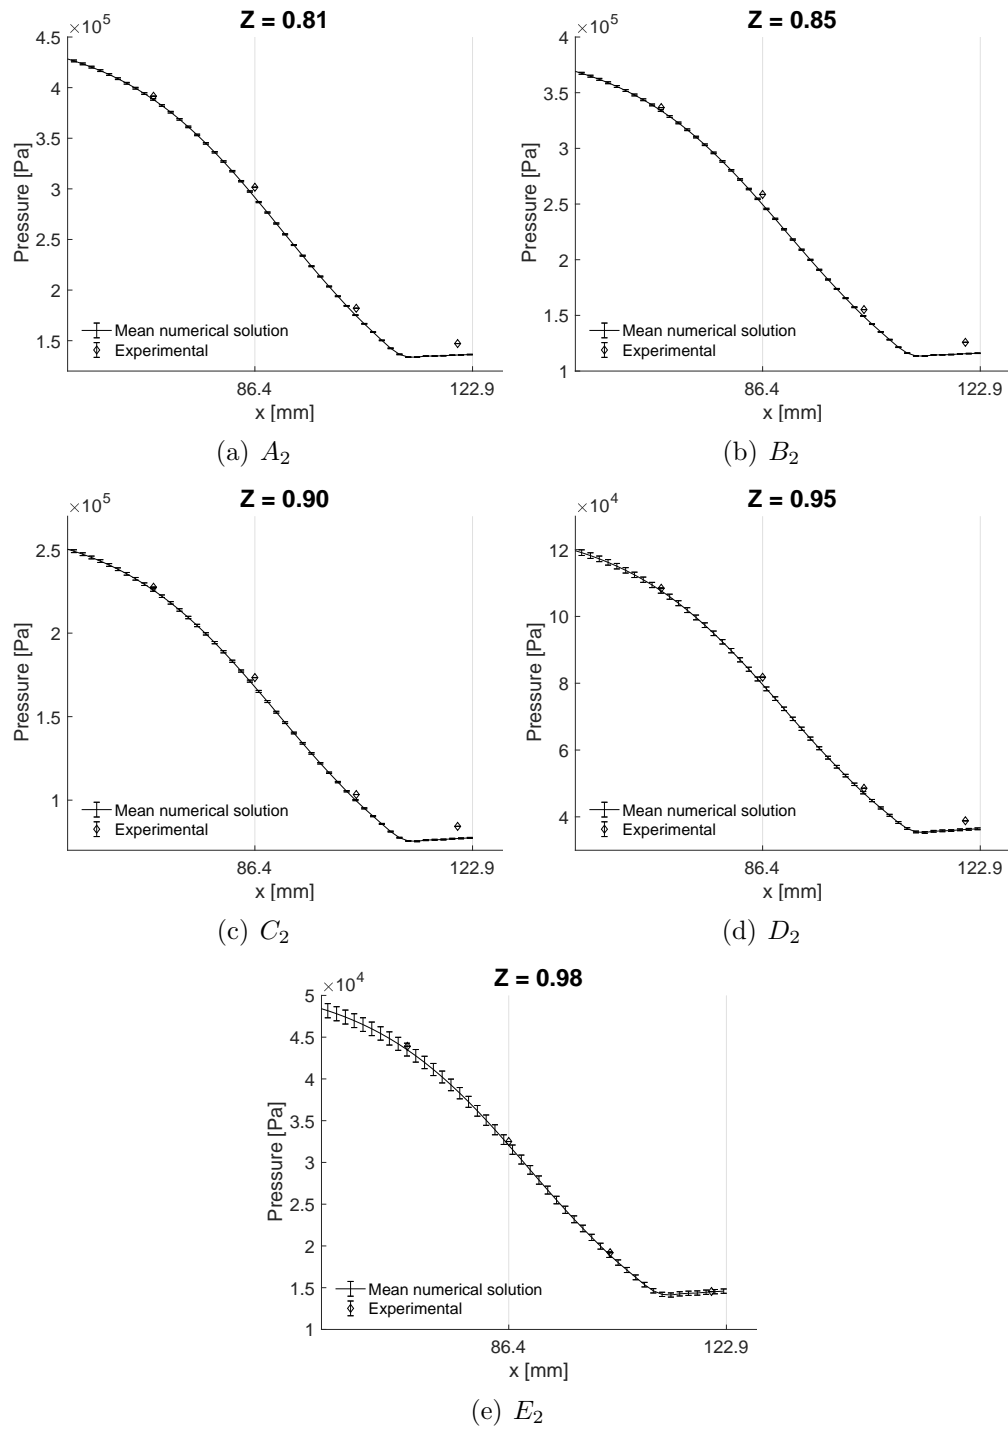 Z = 0.81
×10^5
4.5
4
3.5
3
2.5
2
1.5
Pressure [Pa]
Mean numerical solution
Experimental
86.4 122.9
x [mm]
(a) A_2
Z = 0.85
×10^5
4
3.5
3
2.5
2
1.5
1
Pressure [Pa]
Mean numerical solution
Experimental
86.4 122.9
x [mm]
(b) B_2
Z = 0.90
×10^5
2.5
2
1.5
1
Pressure [Pa]
Mean numerical solution
Experimental
86.4 122.9
x [mm]
(c) C_2
Z = 0.95
×10^4
12
10
8
6
4
Pressure [Pa]
Mean numerical solution
Experimental
86.4 122.9
x [mm]
(d) D_2
Z = 0.98
×10^4
5
4.5
4
3.5
3
2.5
2
1.5
1
Pressure [Pa]
Mean numerical solution
Experimental
86.4 122.9
x [mm]
(e) E_2